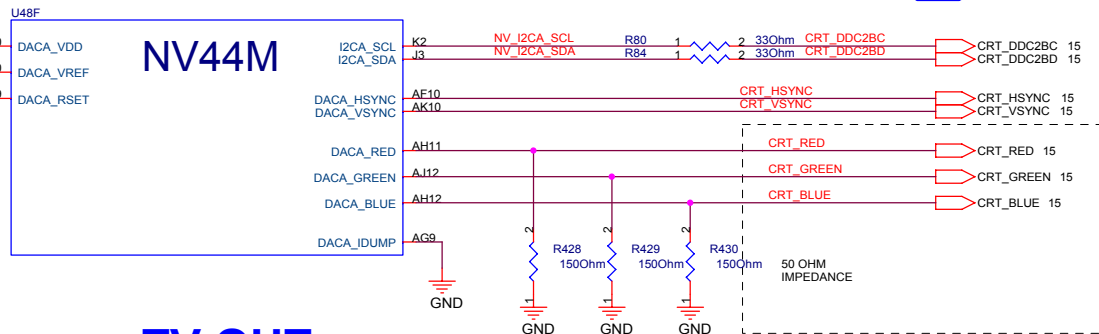 U48F
NV44M
DACA_VDD
DACA_VREF
DACA_RSET
I2CA_SCL K2 NV_I2CA_SCL R80 1 2 33Ohm CRT_DDC2BC CRT_DDC2BC 15
I2CA_SDA J3 NV_I2CA_SDA R84 1 2 33Ohm CRT_DDC2BD CRT_DDC2BD 15
DACA_HSYNC AF10 CRT_HSYNC CRT_HSYNC 15
DACA_VSYNC AK10 CRT_VSYNC CRT_VSYNC 15
DACA_RED AH11 CRT_RED CRT_RED 15
DACA_GREEN AJ12 CRT_GREEN CRT_GREEN 15
DACA_BLUE AH12 CRT_BLUE CRT_BLUE 15
DACA_IDUMP AG9
GND
2 R428 150Ohm 1 GND
2 R429 150Ohm 1 GND
2 R430 150Ohm 1 GND
50 OHM
IMPEDANCE